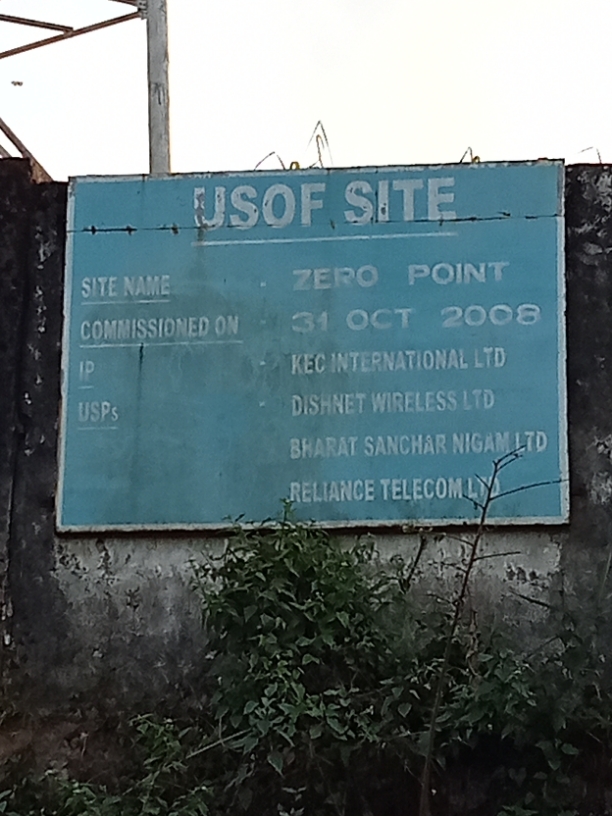 USOF SITE
SITE NAME - ZERO POINT
COMMISSIONED ON - 31 OCT 2008
IP - KEC INTERNATIONAL LTD
USPs - DISHNET WIRELESS LTD
BHARAT SANCHAR NIGAM LTD
RELIANCE TELECOM LTD